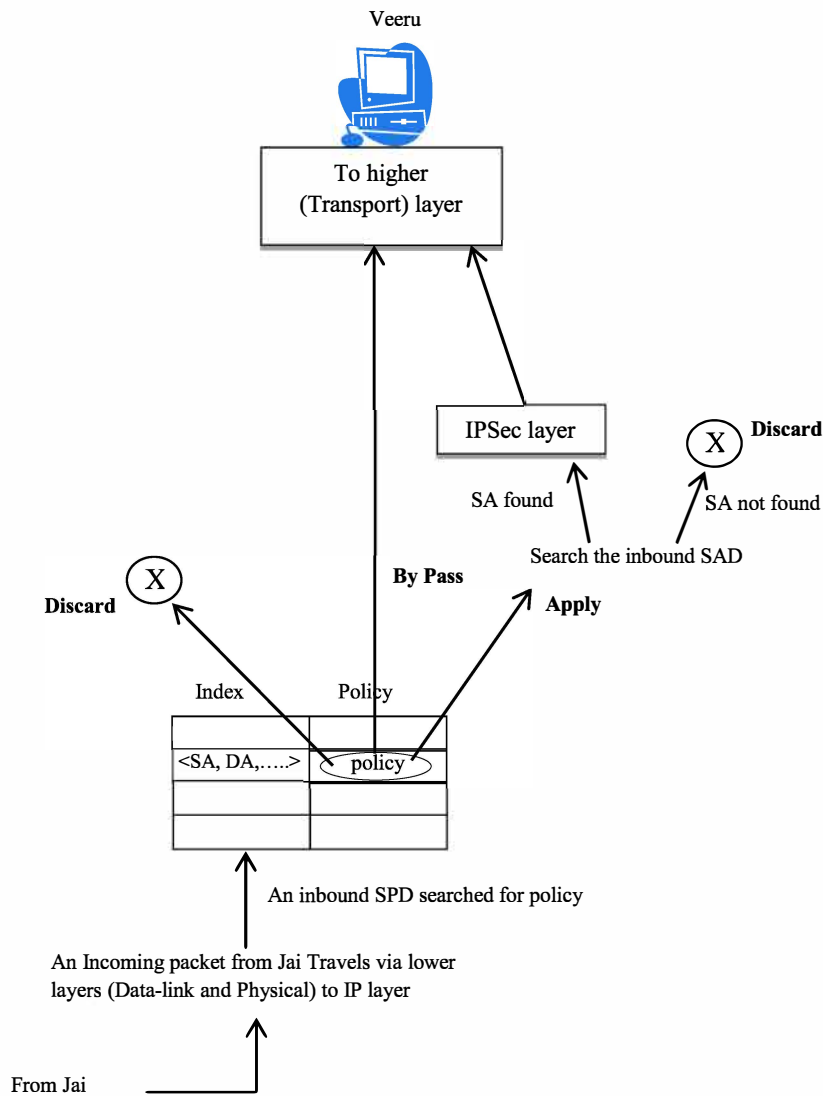 Veeru
To higher
(Transport) layer
IPSec layer
X
Discard
SA found
SA not found
Search the inbound SAD
X
Discard
By Pass
Apply
Index
Policy
<SA, DA,…..>
policy
An inbound SPD searched for policy
An Incoming packet from Jai Travels via lower
layers (Data-link and Physical) to IP layer
From Jai